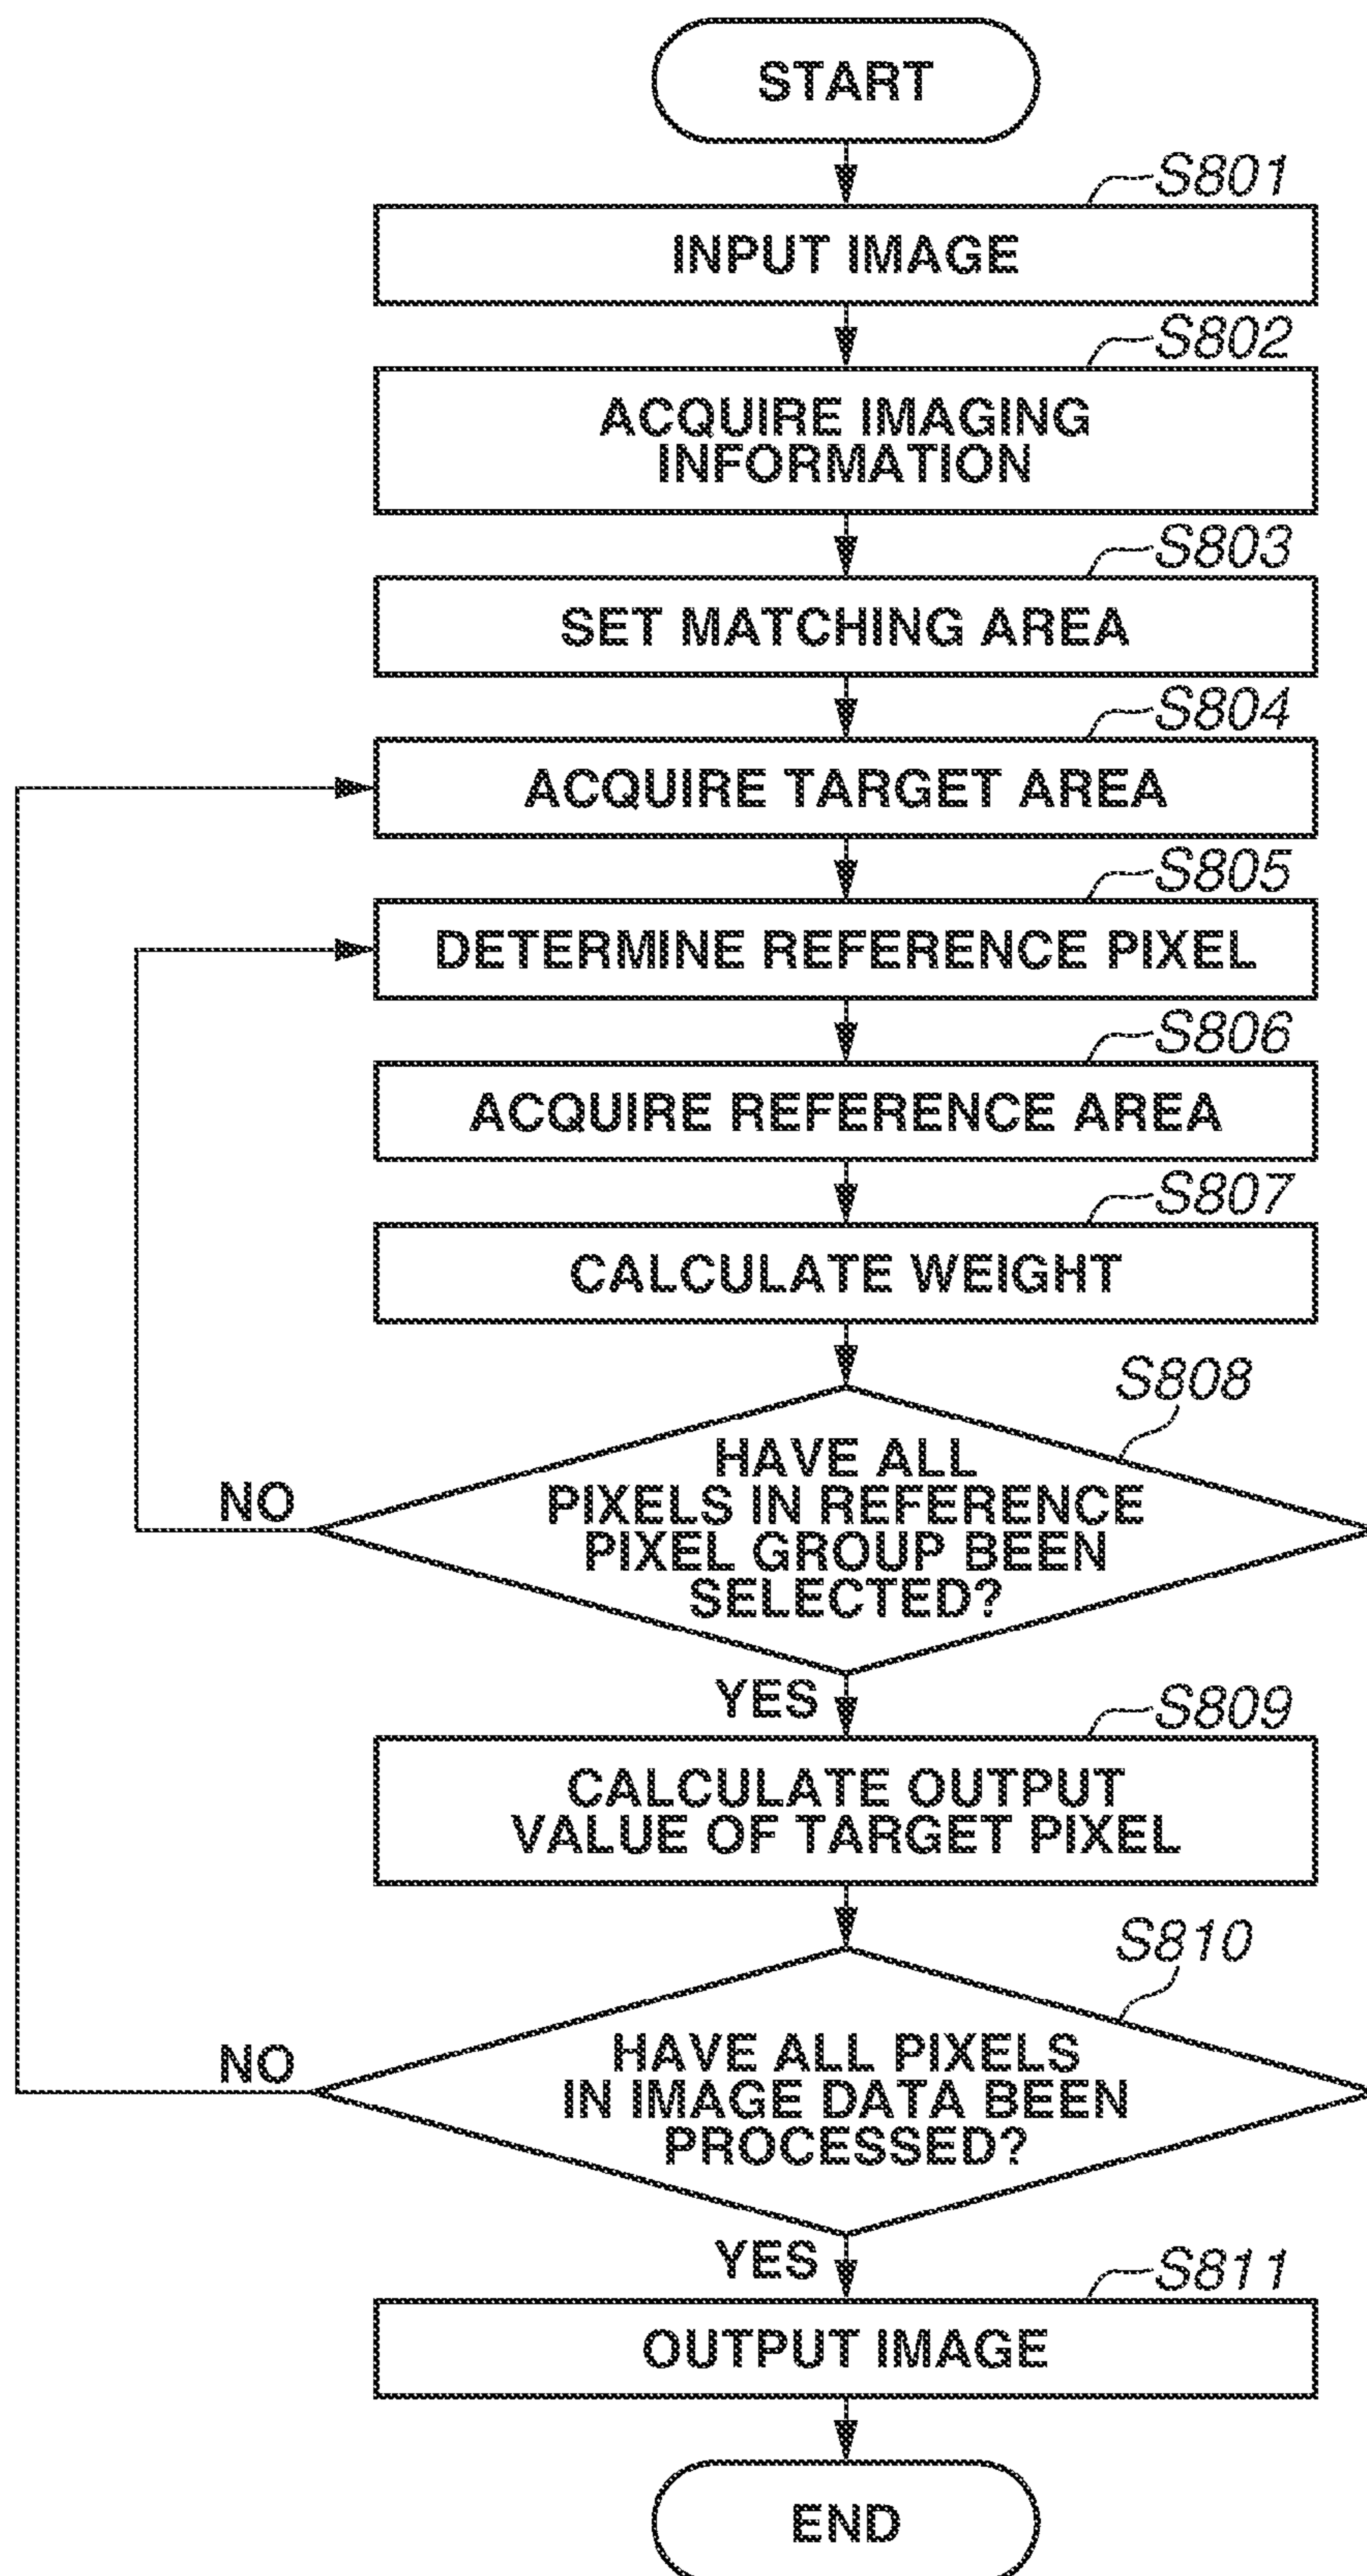 START
S801
INPUT IMAGE
S802
ACQUIRE IMAGING
INFORMATION
S803
SET MATCHING AREA
S804
ACQUIRE TARGET AREA
S805
DETERMINE REFERENCE PIXEL
S806
ACQUIRE REFERENCE AREA
S807
CALCULATE WEIGHT
S808
HAVE ALL
PIXELS IN REFERENCE
PIXEL GROUP BEEN
SELECTED?
NO
YES
S809
CALCULATE OUTPUT
VALUE OF TARGET PIXEL
S810
HAVE ALL PIXELS
IN IMAGE DATA BEEN
PROCESSED?
NO
YES
S811
OUTPUT IMAGE
END